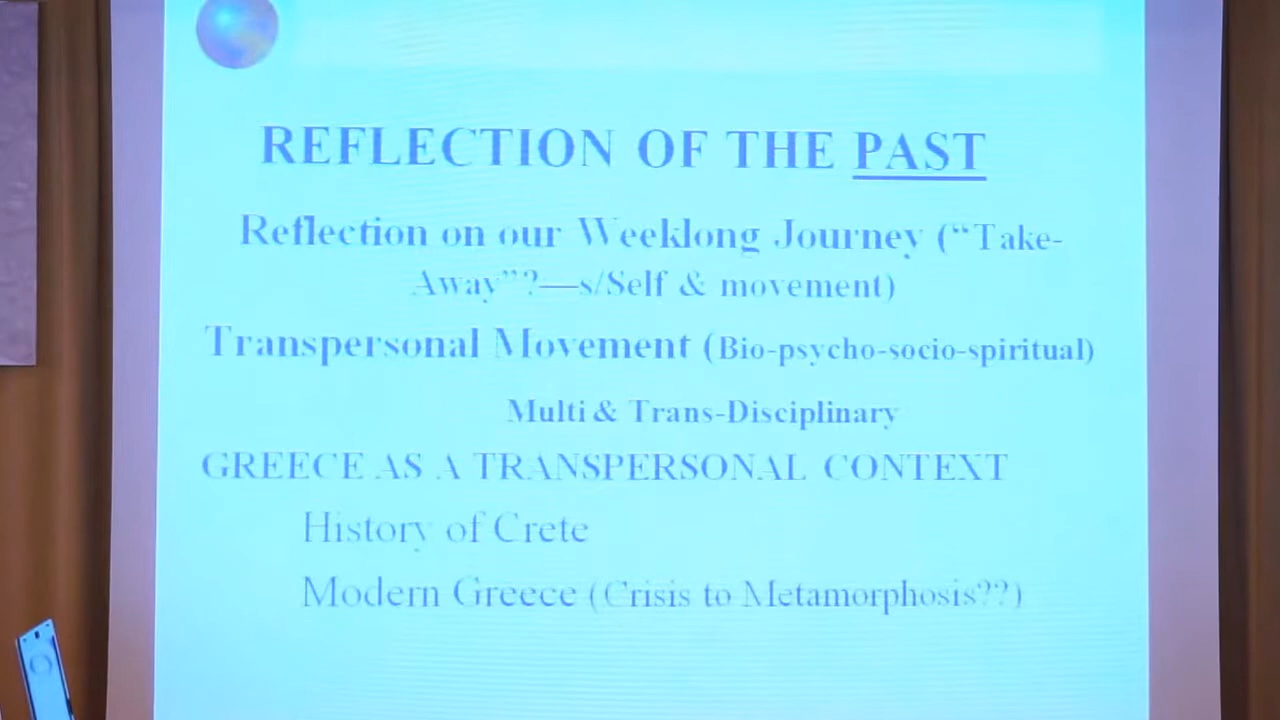 REFLECTION OF THE PAST
Reflection on our Weeklong Journey (“Take-
Away”?—s/Self & movement)
Transpersonal Movement (Bio-psycho-socio-spiritual)
Multi & Trans-Disciplinary
GREECE AS A TRANSPERSONAL CONTEXT
History of Crete
Modern Greece (Crisis to Metamorphosis??)